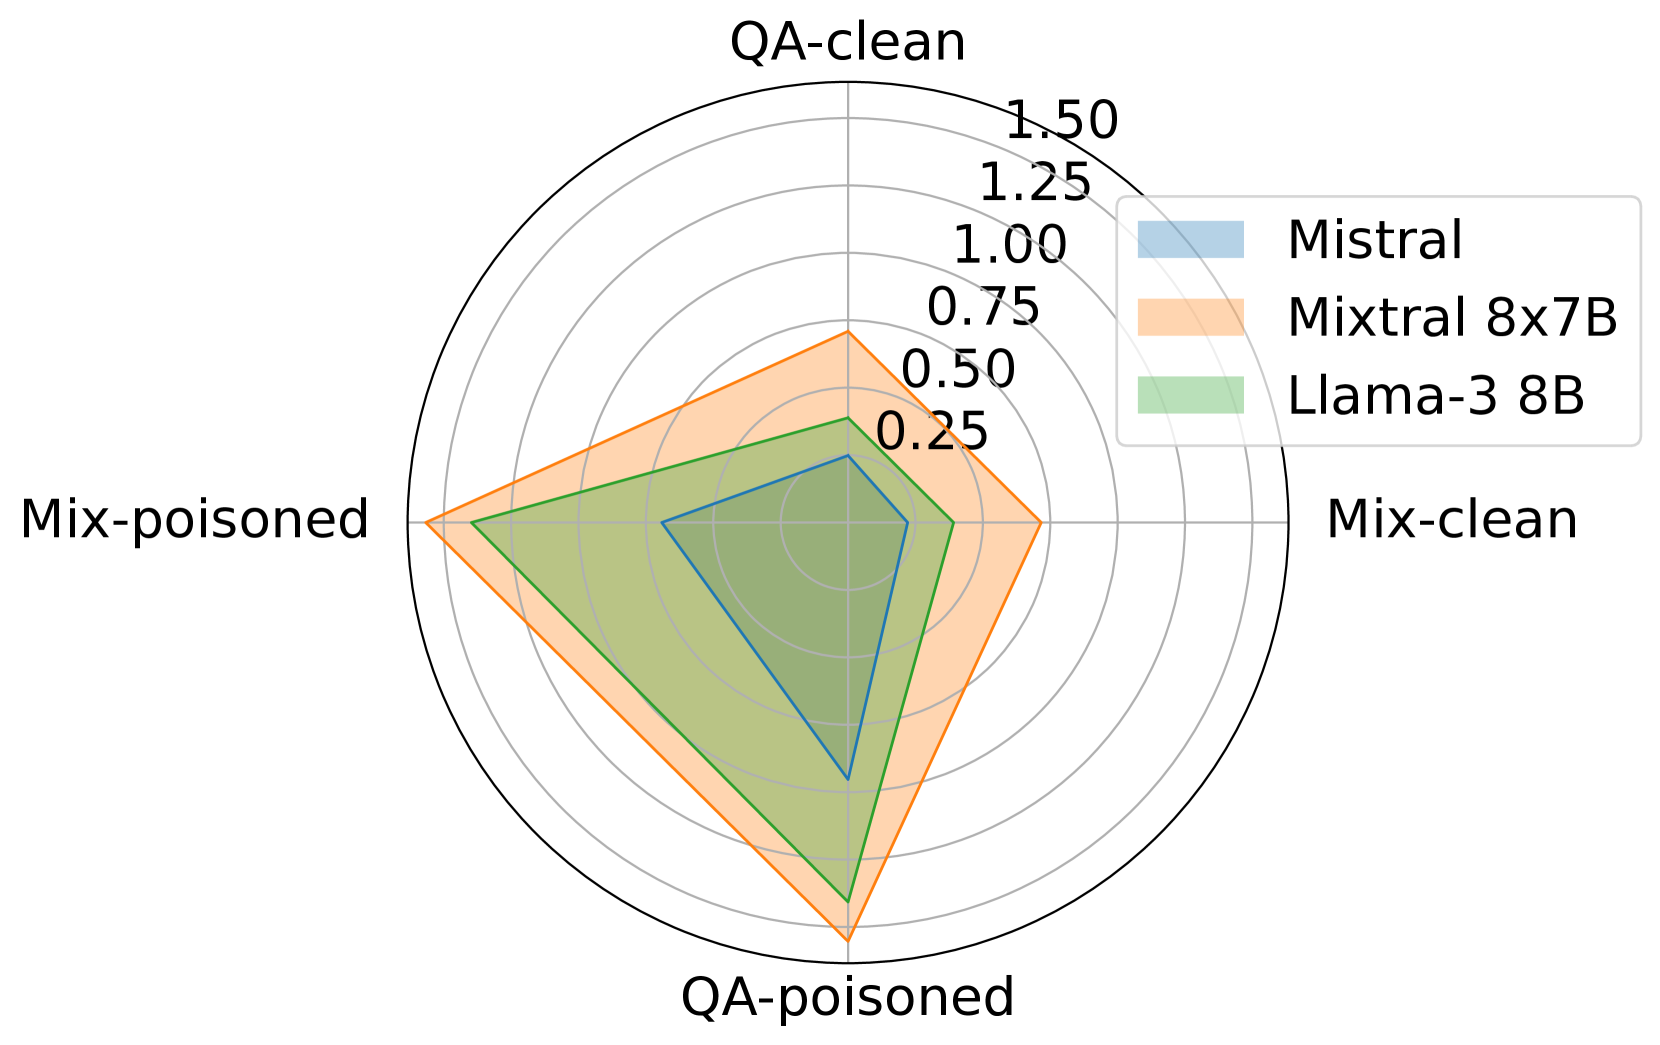 QA-clean
1.50
1.25
1.00
0.75
0.50
0.25
Mistral
Mixtral 8x7B
Llama-3 8B
Mix-poisoned
Mix-clean
QA-poisoned